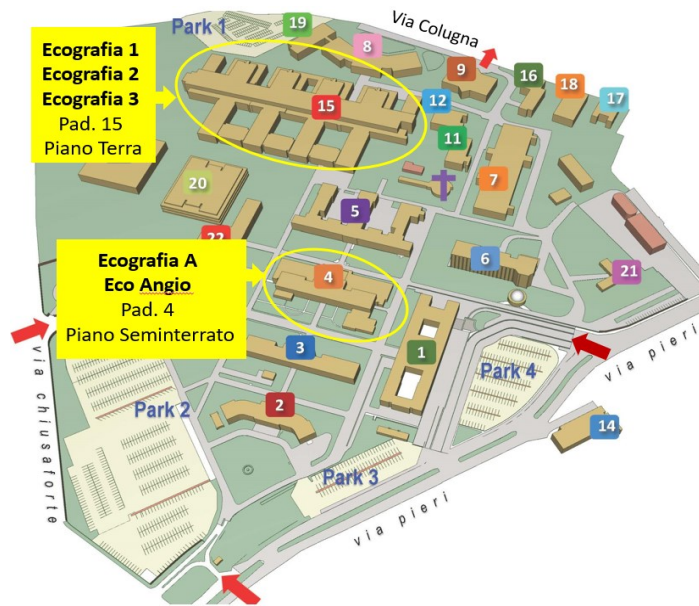 Park 1
19
8
Via Colugna
Ecografia 1
Ecografia 2
Ecografia 3
Pad. 15
Piano Terra
9
16
18
17
15
12
11
20
7
5
22
6
21
Ecografia A
Eco Angio
Pad. 4
Piano Seminterrato
4
3
1
Park 4
via pieri
via chiusaforte
Park 2
2
14
Park 3
via pieri